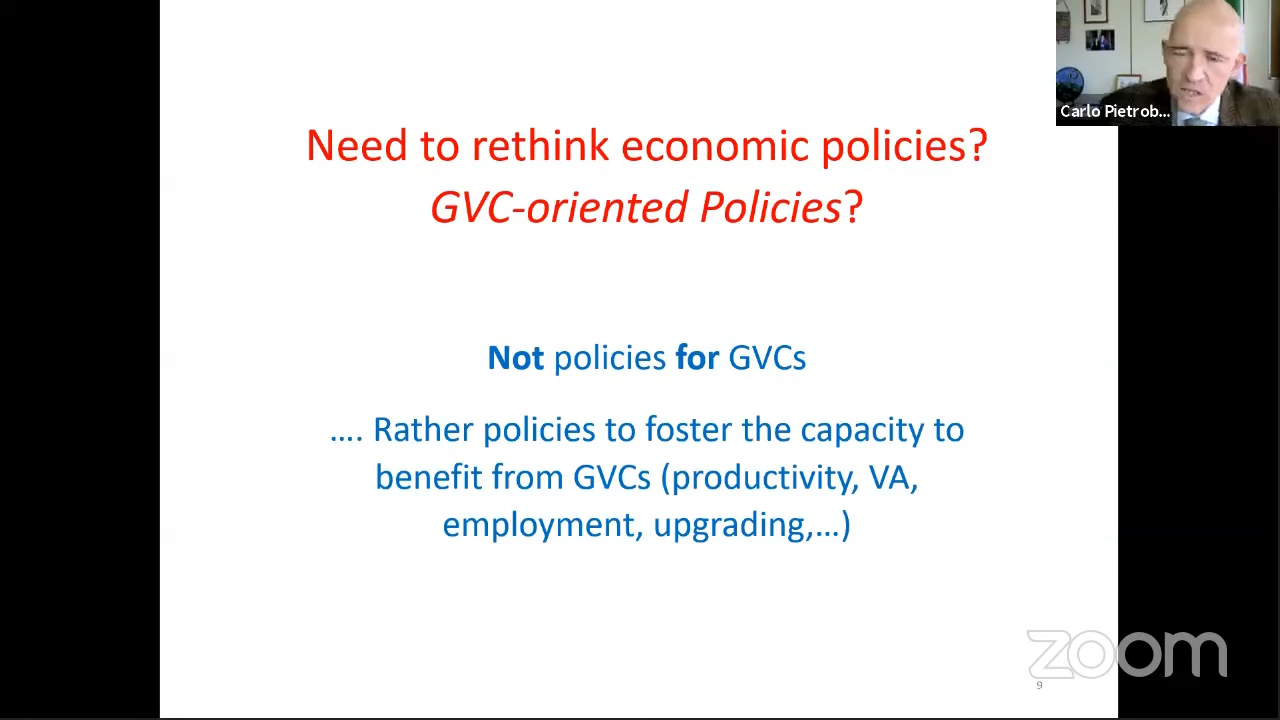 Carlo Pietrob...
Need to rethink economic policies?
GVC-oriented Policies?
Not policies for GVCs
.... Rather policies to foster the capacity to
benefit from GVCs (productivity, VA,
employment, upgrading,...)
zoom
9